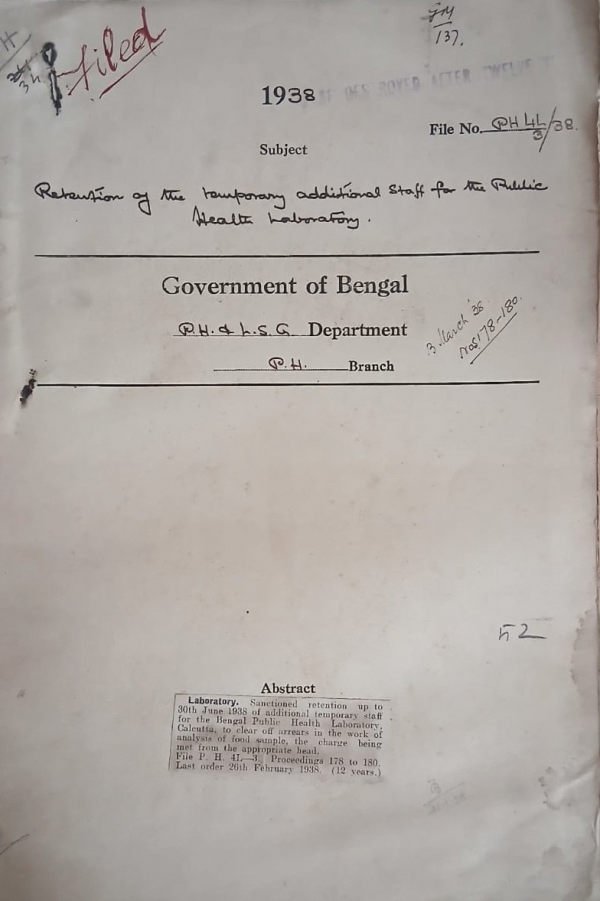 Filed
137.
1938
DESTROYED AFTER TWELVE
File No. PH 4L/3/38.
Subject
Retention of the temporary additional Staff for the Public
Health Laboratory.
Government of Bengal
P.H. & L.S.G. Department
3 March '38
Nos. 178-180.
P.H. Branch
52
Abstract
Laboratory. Sanctioned retention up to
30th June 1938 of additional temporary staff
for the Bengal Public Health Laboratory,
Calcutta, to clear off arrears in the work of
analysis of food sample, the charge being
met from the appropriate head.
File P. H. 4L—3. Proceedings 178 to 180.
Last order 26th February 1938. (12 years.)